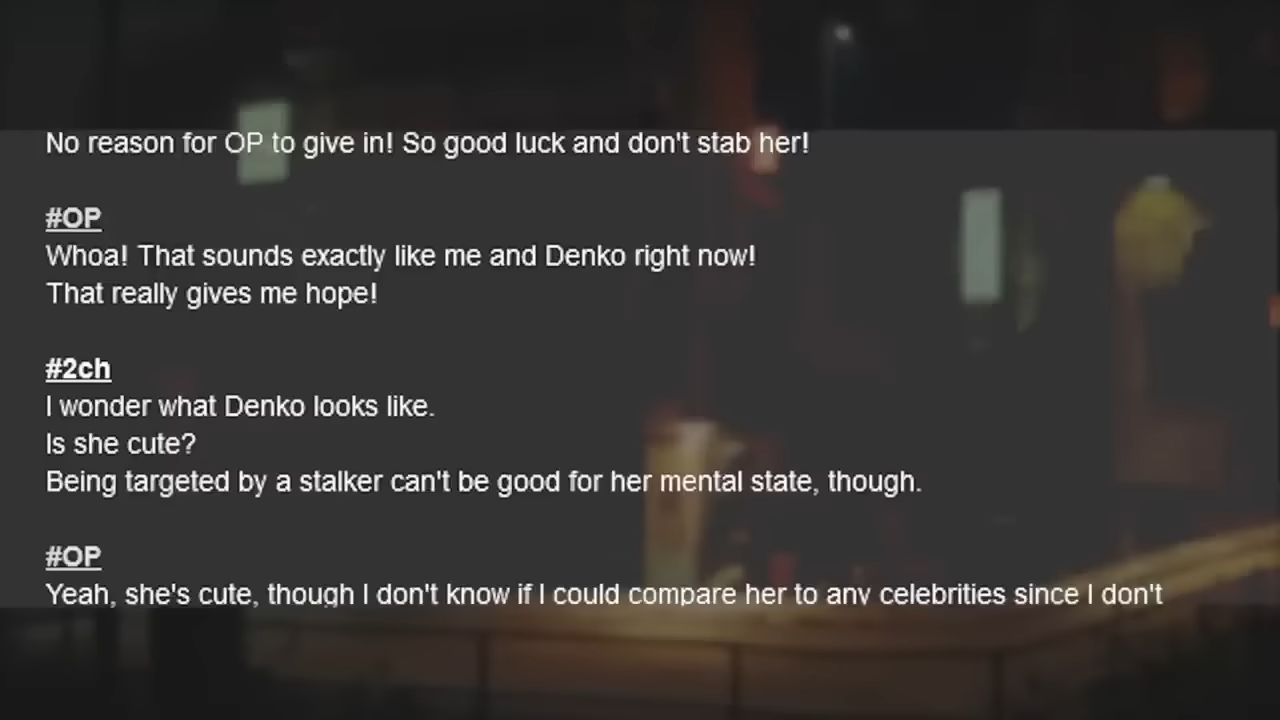 No reason for OP to give in! So good luck and don't stab her!
#OP
Whoa! That sounds exactly like me and Denko right now!
That really gives me hope!
#2ch
I wonder what Denko looks like.
Is she cute?
Being targeted by a stalker can't be good for her mental state, though.
#OP
Yeah, she's cute, though I don't know if I could compare her to any celebrities since I don't